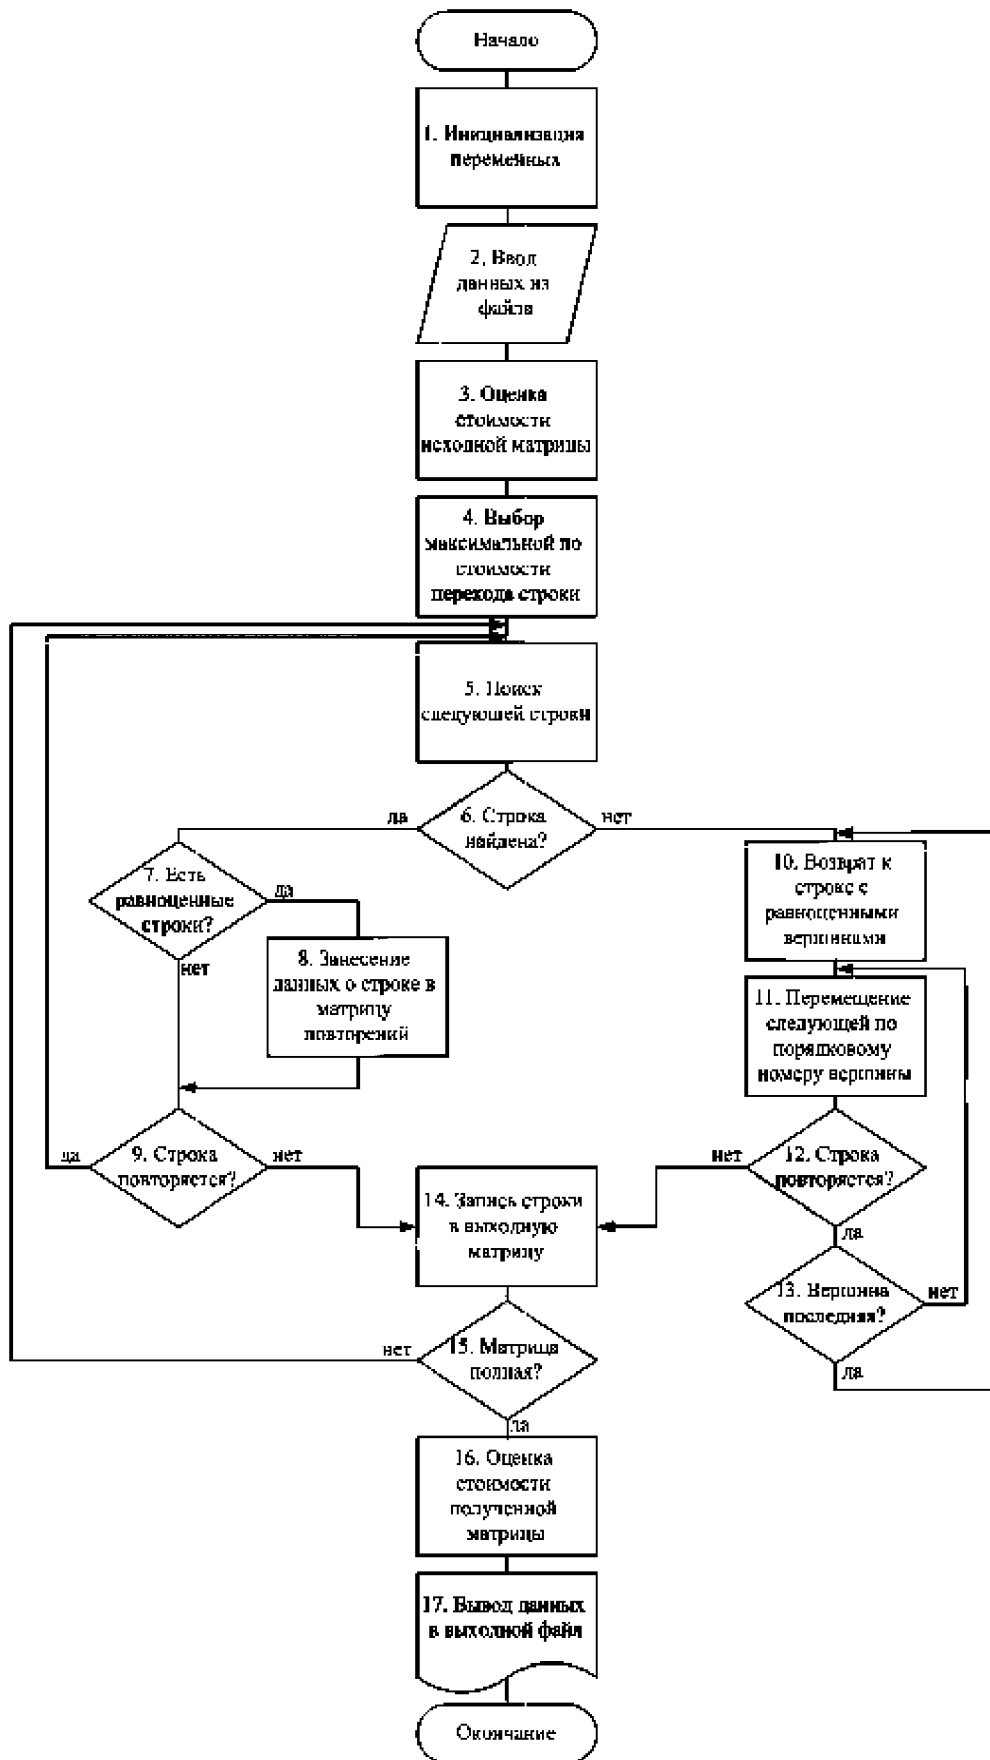 Начало
1. Инициализация
переменных
2. Ввод
данных из
файла
3. Оценка
стоимости
исходной матрицы
4. Выбор
максимальной по
стоимости
перехода строки
5. Поиск
следующей строки
6. Строка
найдена?
да
нет
7. Есть
равноценные
строки?
да
нет
8. Занесение
данных о строке в
матрицу
повторений
9. Строка
повторяется?
да
нет
10. Возврат к
строке с
равноценными
вершинами
11. Перемещение
следующей по
порядковому
номеру вершины
12. Строка
повторяется?
нет
да
13. Вершина
последняя?
нет
да
14. Запись строки
в выходную
матрицу
15. Матрица
полная?
нет
да
16. Оценка
стоимости
полученной
матрицы
17. Вывод данных
в выходной файл
Окончание